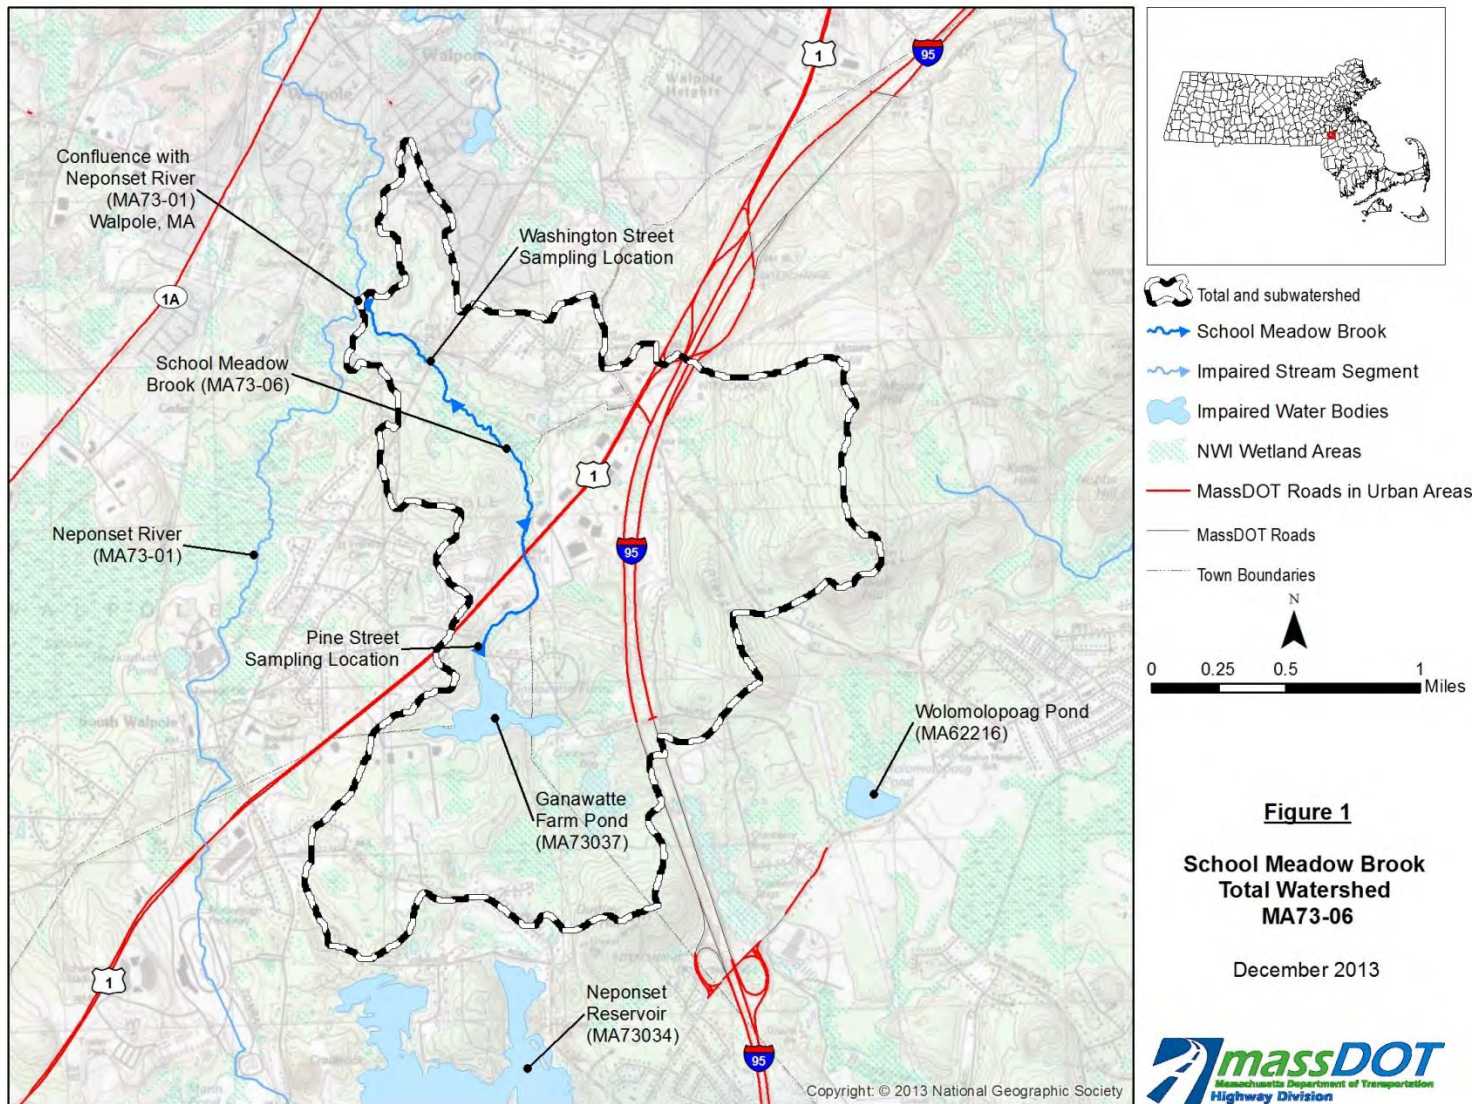 Walpole
Walpole
Confluence with
Neponset River
(MA73-01)
Walpole, MA
Washington Street
Sampling Location
School Meadow
Brook (MA73-06)
Neponset River
(MA73-01)
Pine Street
Sampling Location
South Walpole
Ganawatte
Farm Pond
(MA73037)
Wolomolopoag Pond
(MA62216)
Neponset
Reservoir
(MA73034)
1
95
1A
1
95
1
95
Copyright: © 2013 National Geographic Society
Total and subwatershed
School Meadow Brook
Impaired Stream Segment
Impaired Water Bodies
NWI Wetland Areas
MassDOT Roads in Urban Areas
MassDOT Roads
Town Boundaries
N
0 0.25 0.5 1
Miles
Figure 1
School Meadow Brook
Total Watershed
MA73-06
December 2013
massDOT
Massachusetts Department of Transportation
Highway Division